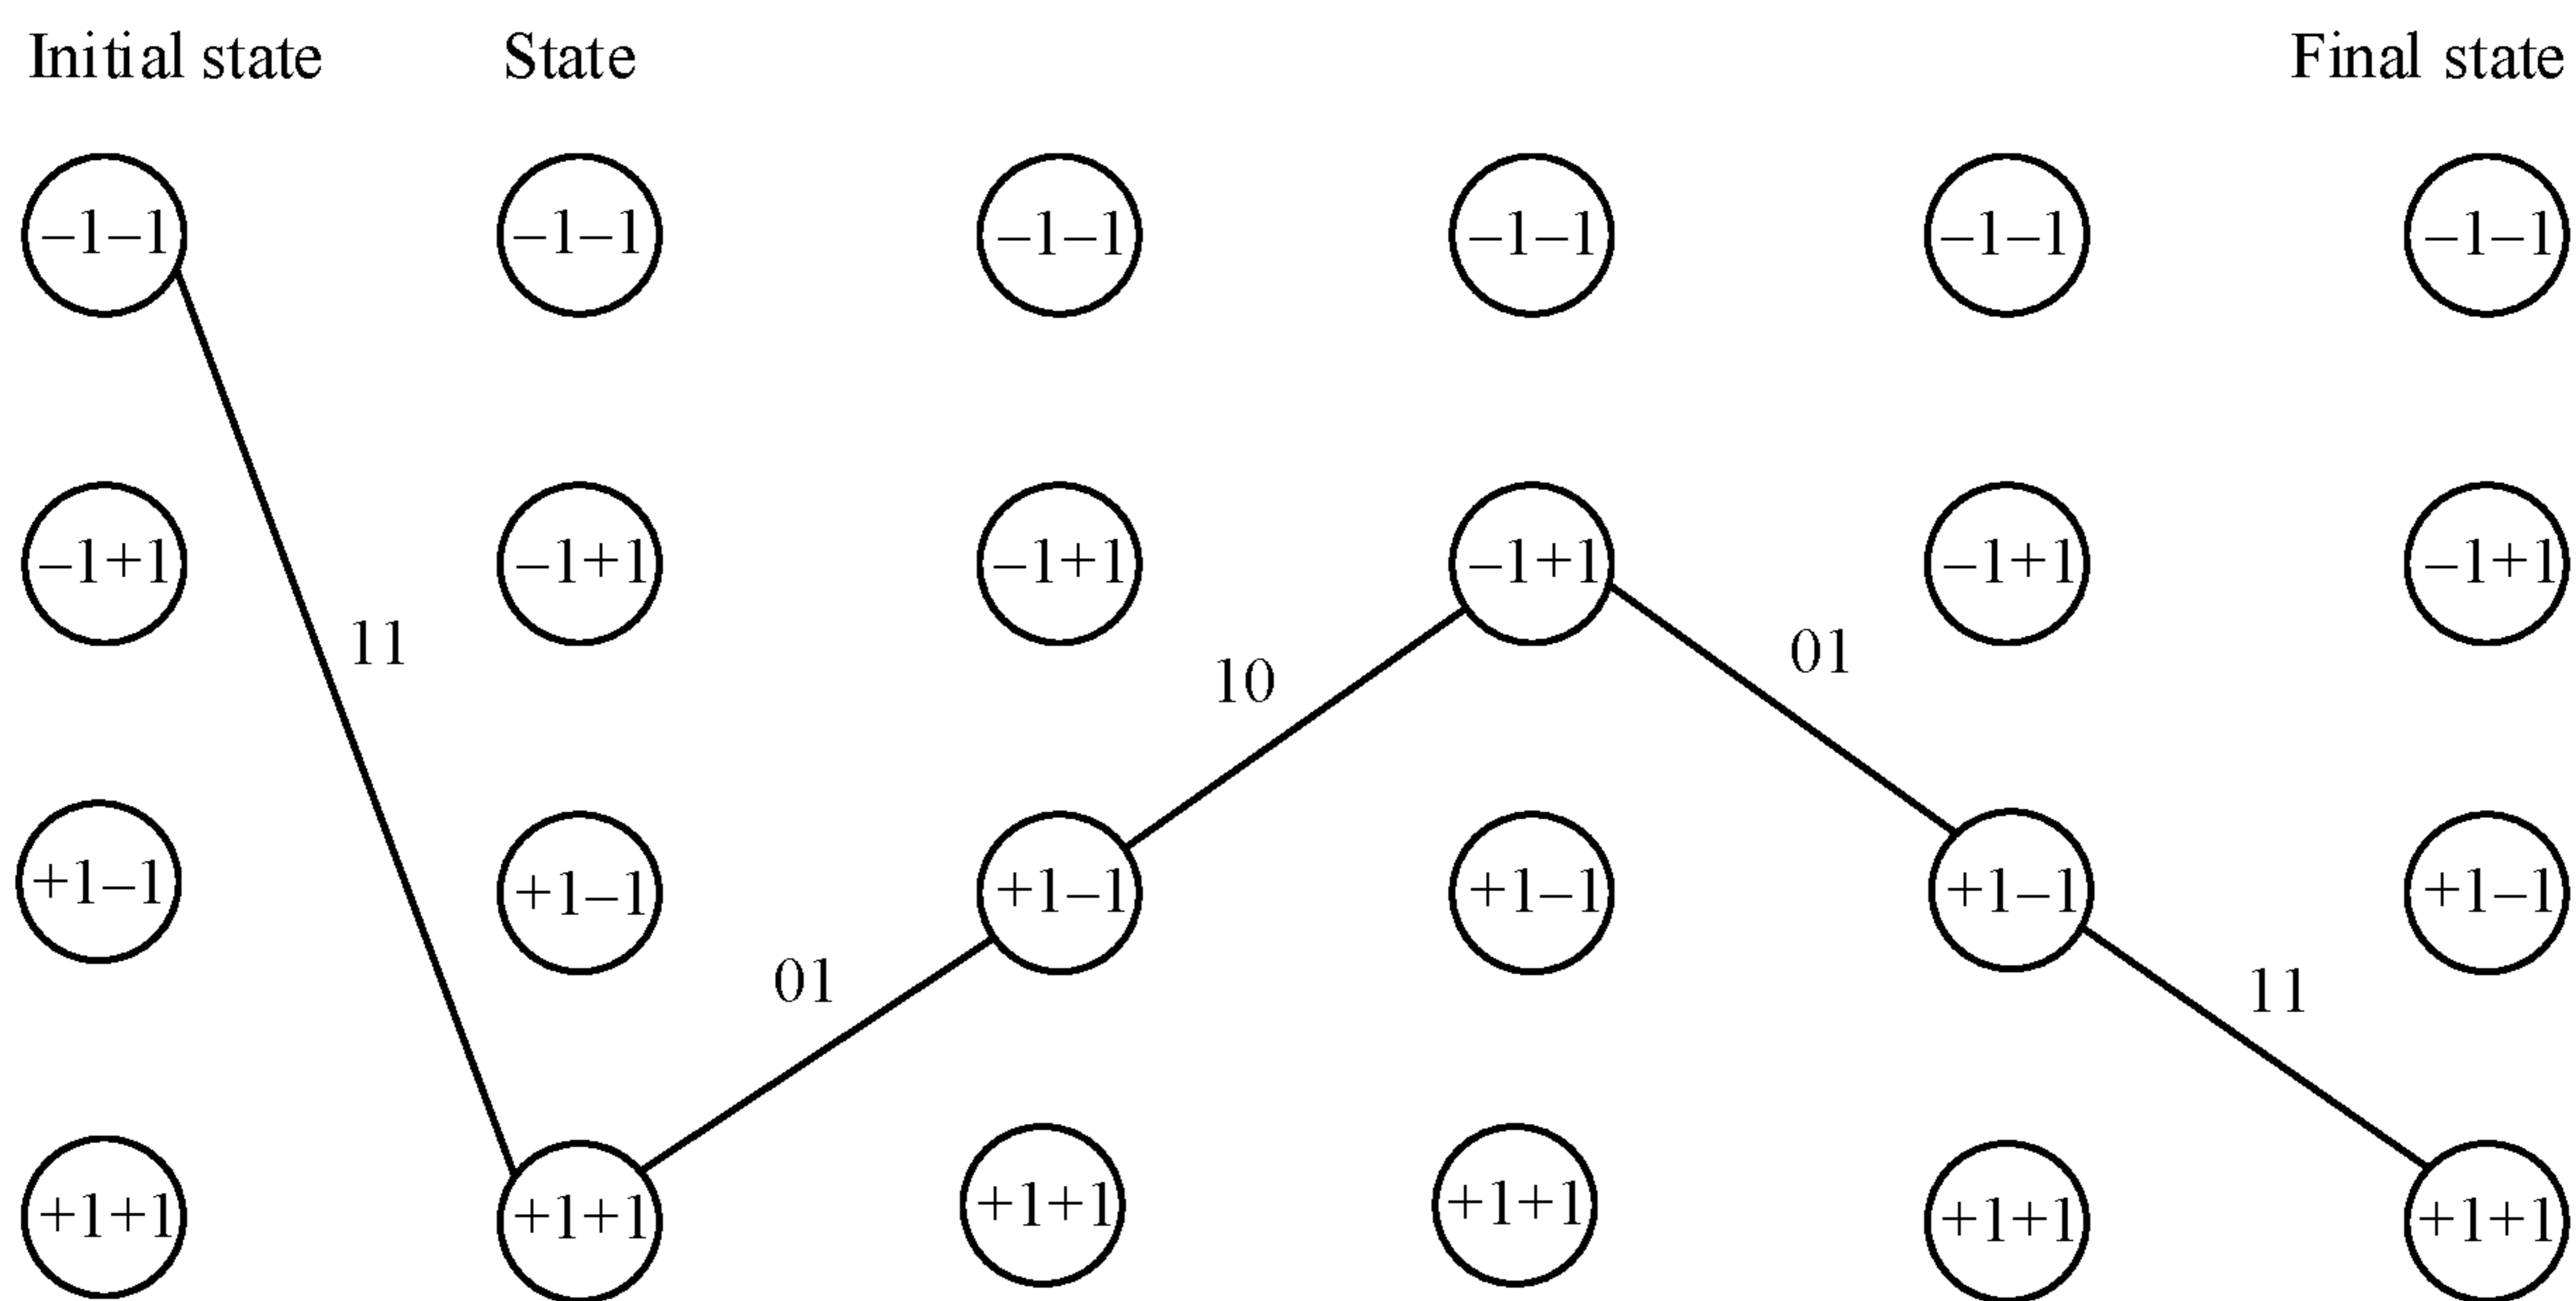 Initial state State Final state
–1–1 –1–1 –1–1 –1–1 –1–1 –1–1
–1+1 –1+1 –1+1 –1+1 –1+1 –1+1
11 10 01
+1–1 +1–1 +1–1 +1–1 +1–1 +1–1
01 11
+1+1 +1+1 +1+1 +1+1 +1+1 +1+1